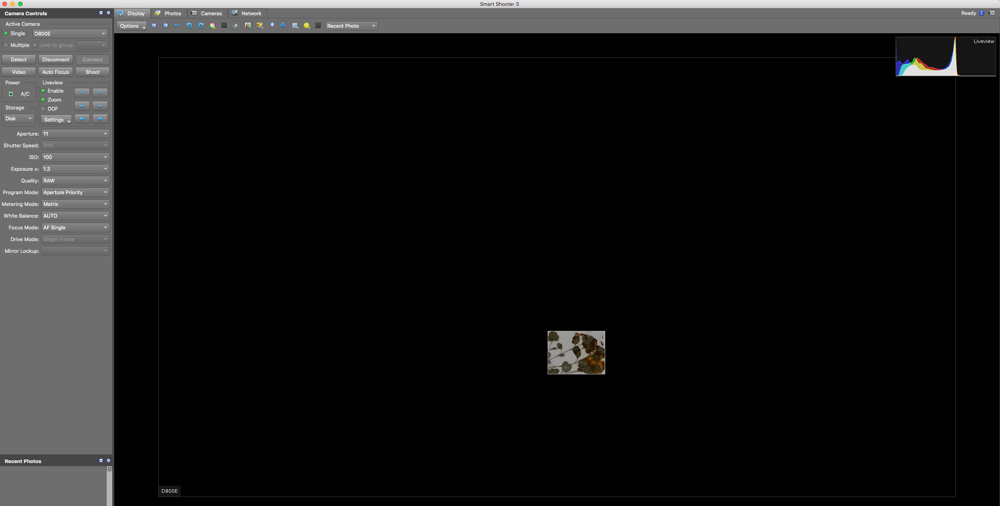 Smart Shooter 3
Camera Controls
Active Camera
Single D800E
Multiple Limit to group:
Detect Disconnect Connect
Video Auto Focus Shoot
Power Liveview
A/C
Enable
Zoom
DOF
Storage
Disk
Settings
Aperture: 11
Shutter Speed: 1/10
ISO: 100
Exposure ±: 1.3
Quality: RAW
Program Mode: Aperture Priority
Metering Mode: Matrix
White Balance: AUTO
Focus Mode: AF Single
Drive Mode: Single Frame
Mirror Lockup:
Recent Photos
Display Photos Cameras Network
Ready
Options Recent Photo
Liveview
D800E